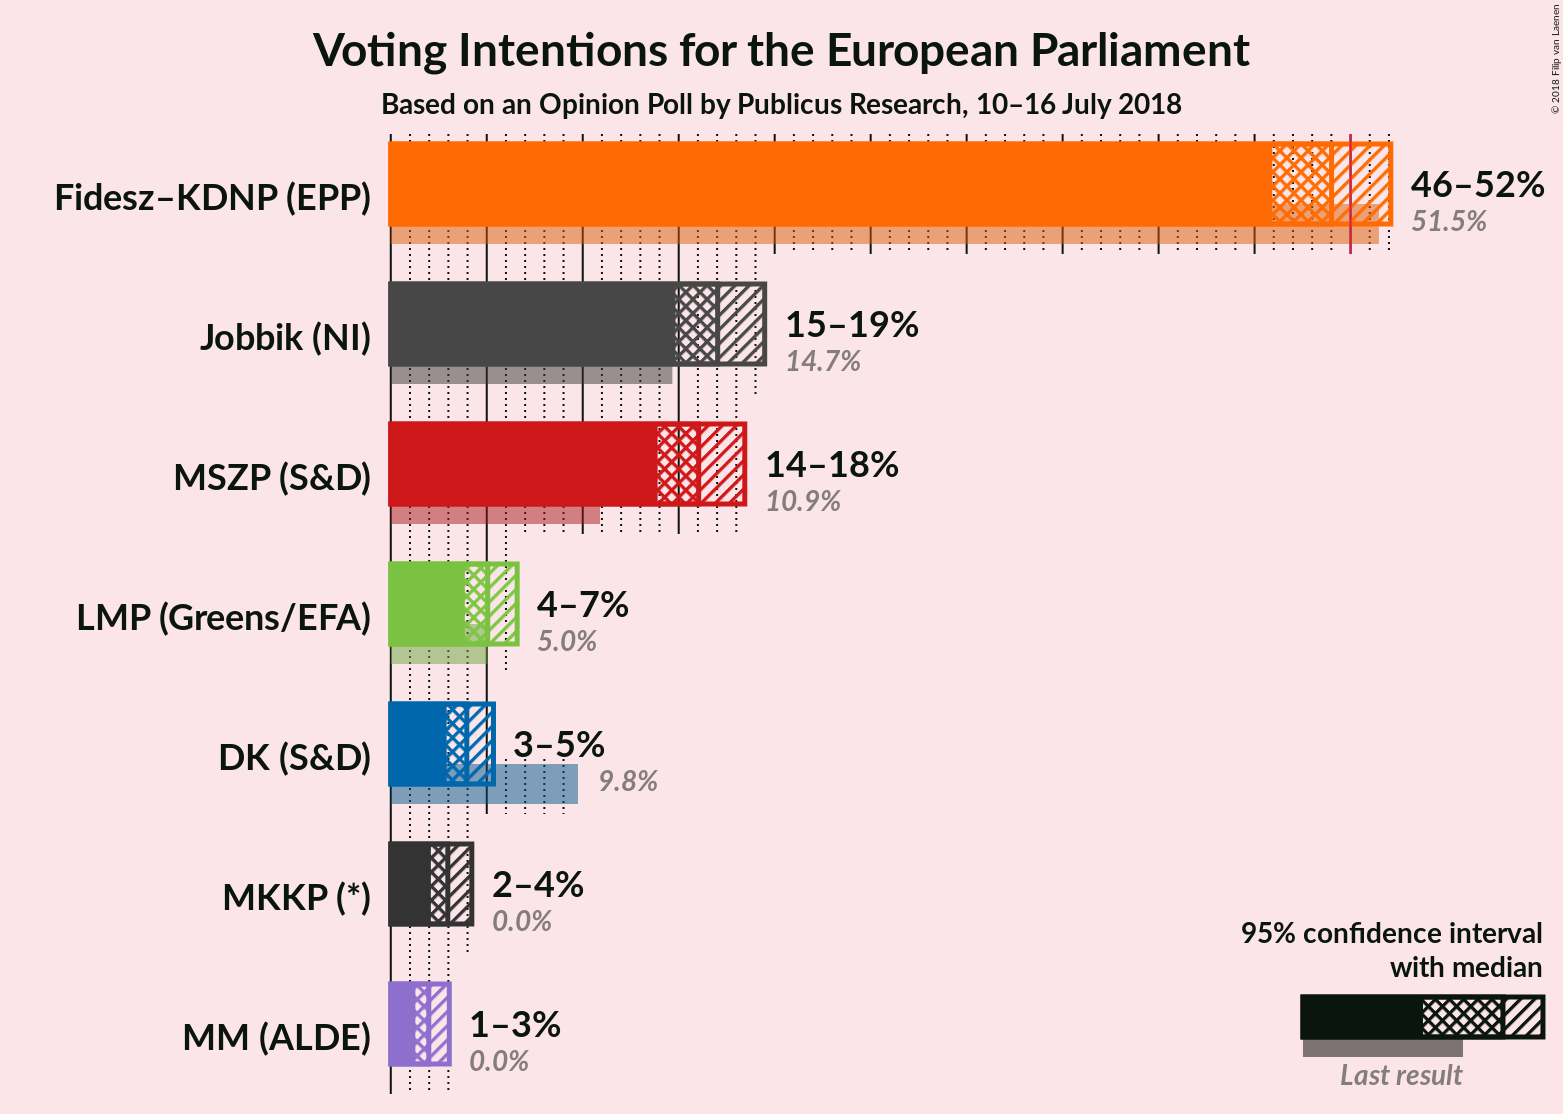 Voting Intentions for the European Parliament
Based on an Opinion Poll by Publicus Research, 10–16 July 2018
© 2018 Filip van Laenen
Fidesz–KDNP (EPP)
46–52%
51.5%
Jobbik (NI)
15–19%
14.7%
MSZP (S&D)
14–18%
10.9%
LMP (Greens/EFA)
4–7%
5.0%
DK (S&D)
3–5%
9.8%
MKKP (*)
2–4%
0.0%
MM (ALDE)
1–3%
0.0%
95% confidence interval
with median
Last result